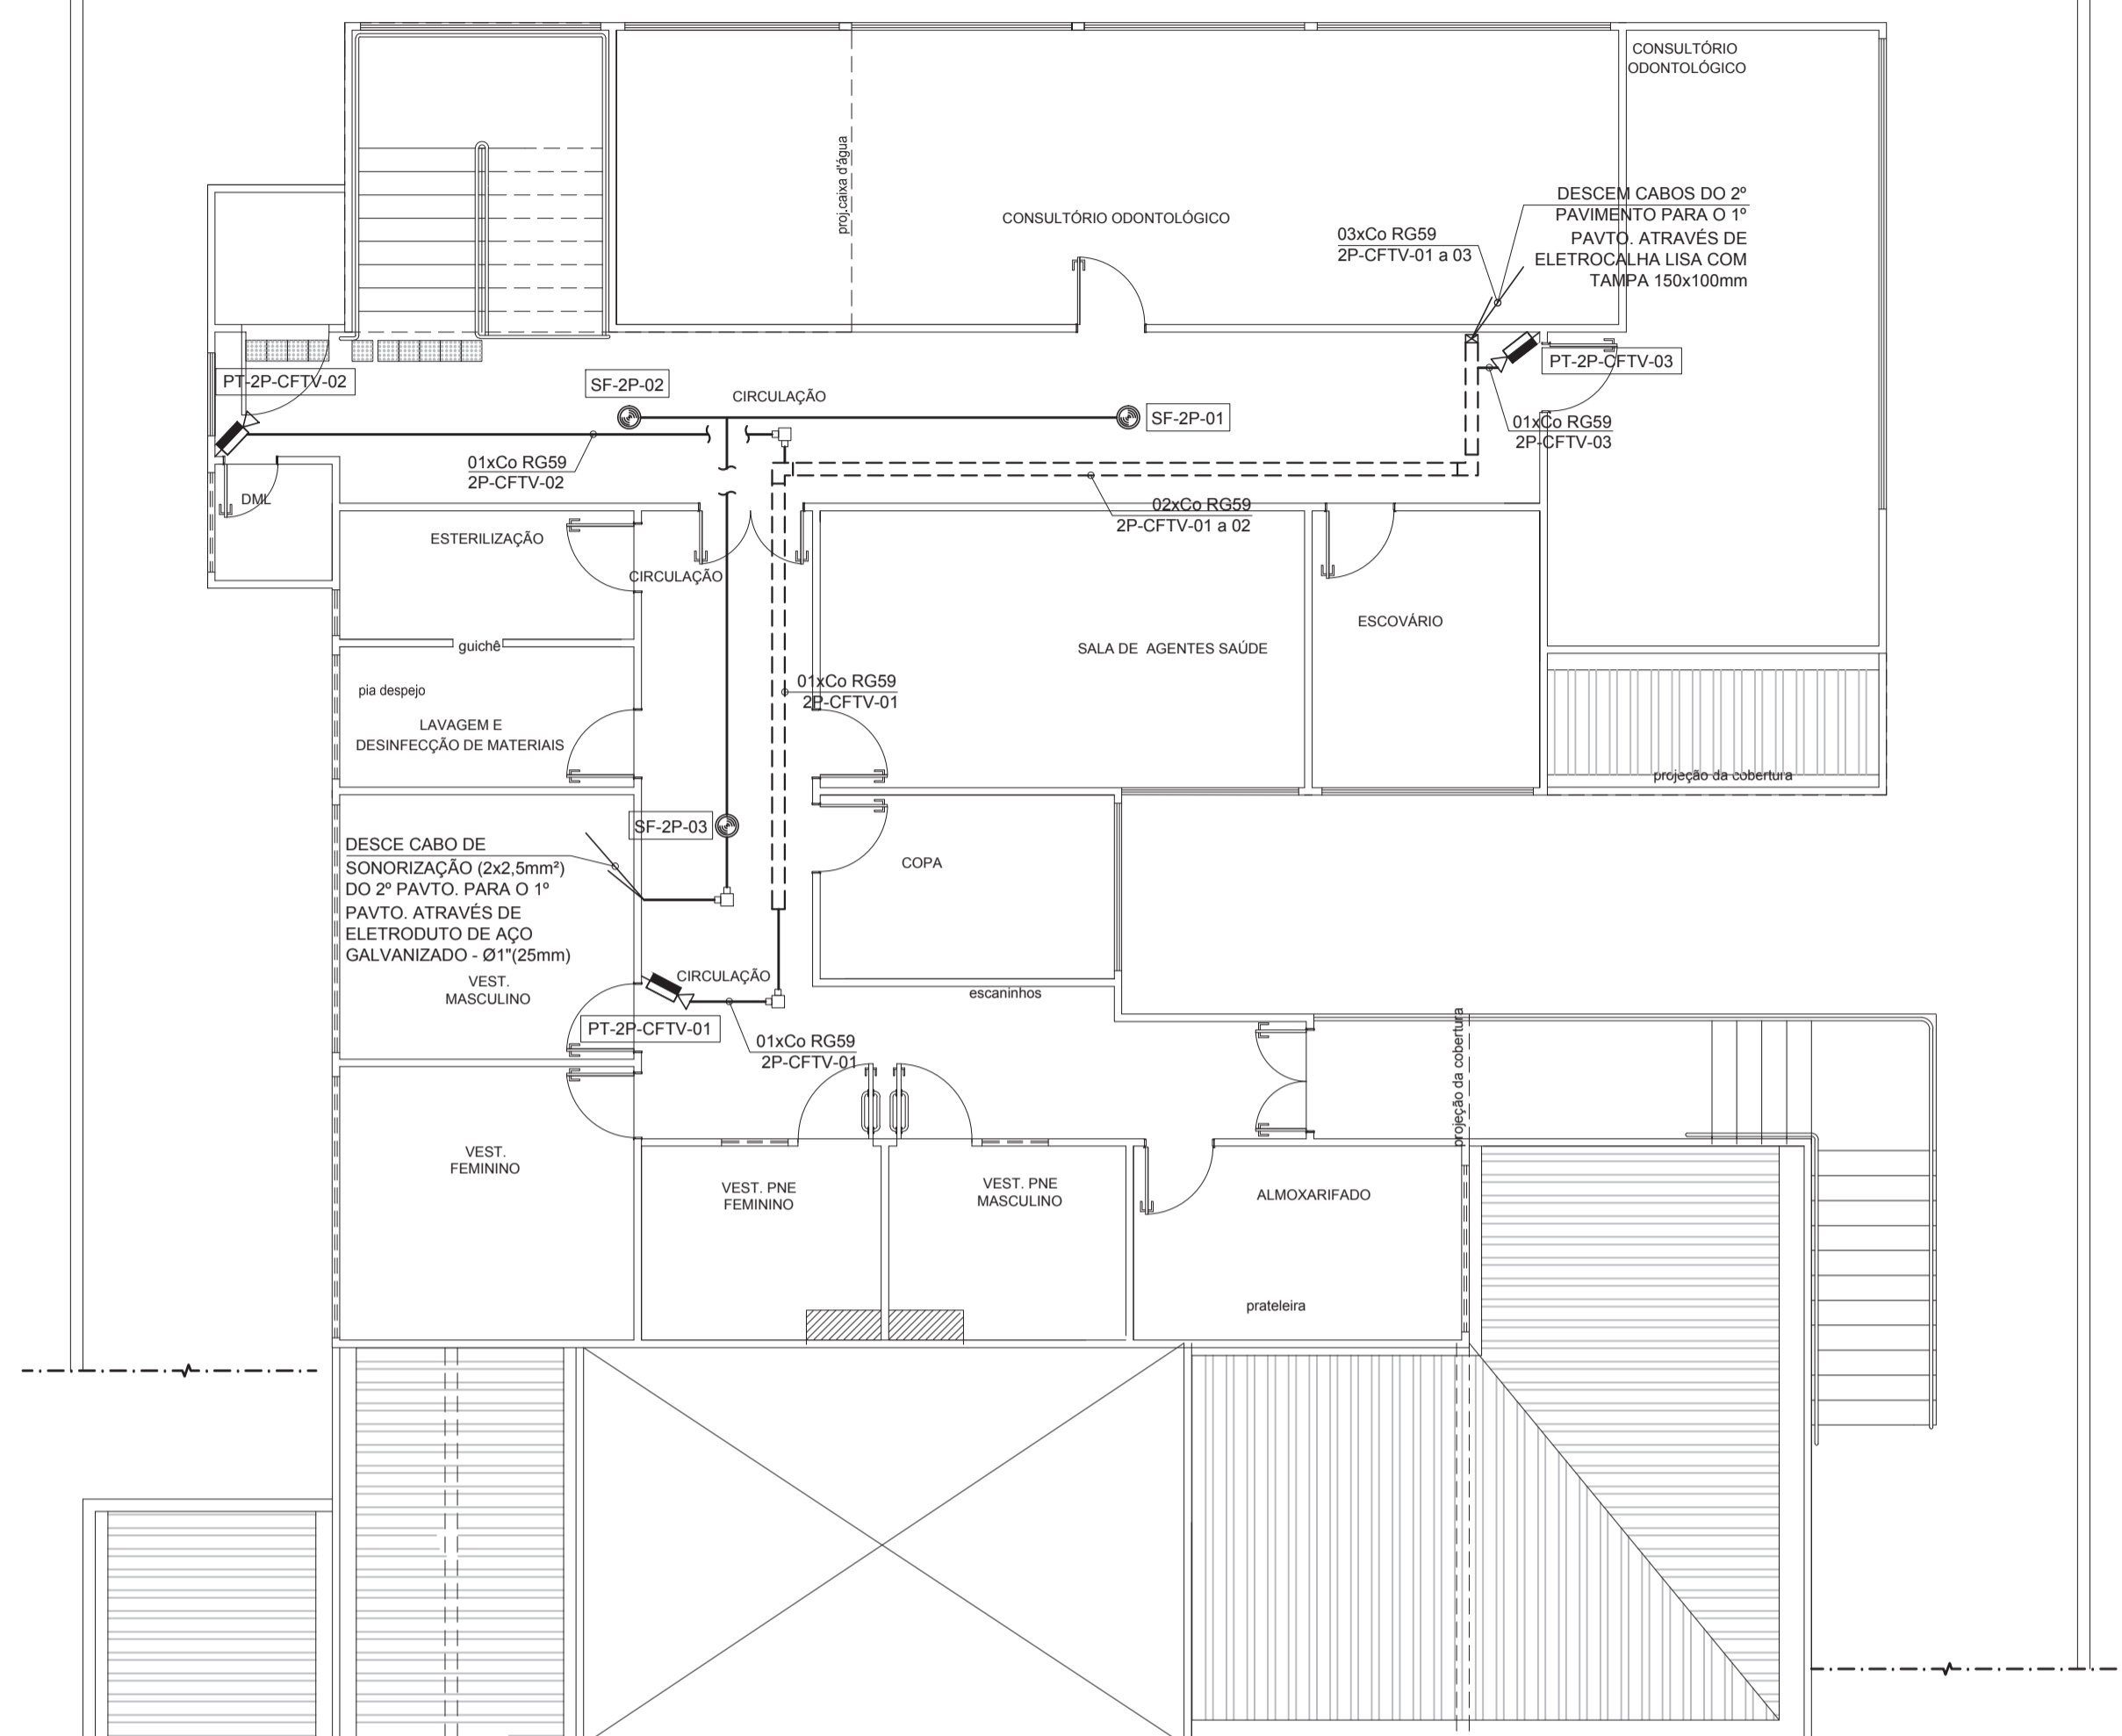 CONSULTÓRIO
ODONTOLÓGICO
proj.caixa d'água
CONSULTÓRIO ODONTOLÓGICO
DESCEM CABOS DO 2º
PAVIMENTO PARA O 1º
PAVTO. ATRAVÉS DE
ELETROCALHA LISA COM
TAMPA 150x100mm
03xCo RG59
2P-CFTV-01 a 03
PT-2P-CFTV-02
SF-2P-02
CIRCULAÇÃO
SF-2P-01
PT-2P-CFTV-03
01xCo RG59
2P-CFTV-03
01xCo RG59
2P-CFTV-02
DML
02xCo RG59
2P-CFTV-01 a 02
ESTERILIZAÇÃO
CIRCULAÇÃO
guichê
SALA DE AGENTES SAÚDE
ESCOVÁRIO
pia despejo
01xCo RG59
2P-CFTV-01
LAVAGEM E
DESINFECÇÃO DE MATERIAIS
projeção da cobertura
SF-2P-03
DESCE CABO DE
SONORIZAÇÃO (2x2,5mm²)
DO 2º PAVTO. PARA O 1º
PAVTO. ATRAVÉS DE
ELETRODUTO DE AÇO
GALVANIZADO - Ø1"(25mm)
COPA
VEST.
MASCULINO
CIRCULAÇÃO
escaninhos
PT-2P-CFTV-01
01xCo RG59
2P-CFTV-01
projeção da cobertura
VEST.
FEMININO
VEST. PNE
FEMININO
VEST. PNE
MASCULINO
ALMOXARIFADO
prateleira